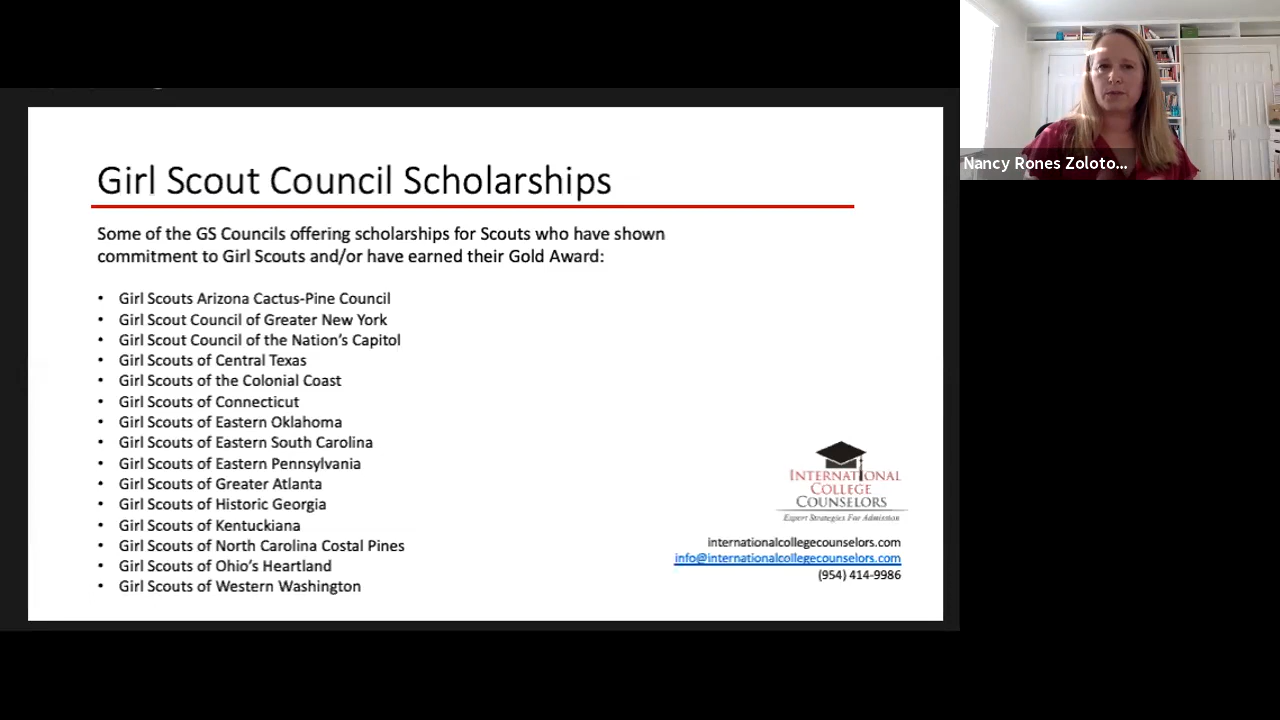 Girl Scout Council Scholarships
Some of the GS Councils offering scholarships for Scouts who have shown
commitment to Girl Scouts and/or have earned their Gold Award:
• Girl Scouts Arizona Cactus-Pine Council
• Girl Scout Council of Greater New York
• Girl Scout Council of the Nation’s Capitol
• Girl Scouts of Central Texas
• Girl Scouts of the Colonial Coast
• Girl Scouts of Connecticut
• Girl Scouts of Eastern Oklahoma
• Girl Scouts of Eastern South Carolina
• Girl Scouts of Eastern Pennsylvania
• Girl Scouts of Greater Atlanta
• Girl Scouts of Historic Georgia
• Girl Scouts of Kentuckiana
• Girl Scouts of North Carolina Costal Pines
• Girl Scouts of Ohio’s Heartland
• Girl Scouts of Western Washington
INTERNATIONAL
COLLEGE
COUNSELORS
Expert Strategies For Admission
internationalcollegecounselors.com
info@internationalcollegecounselors.com
(954) 414-9986
Nancy Rones Zoloto...